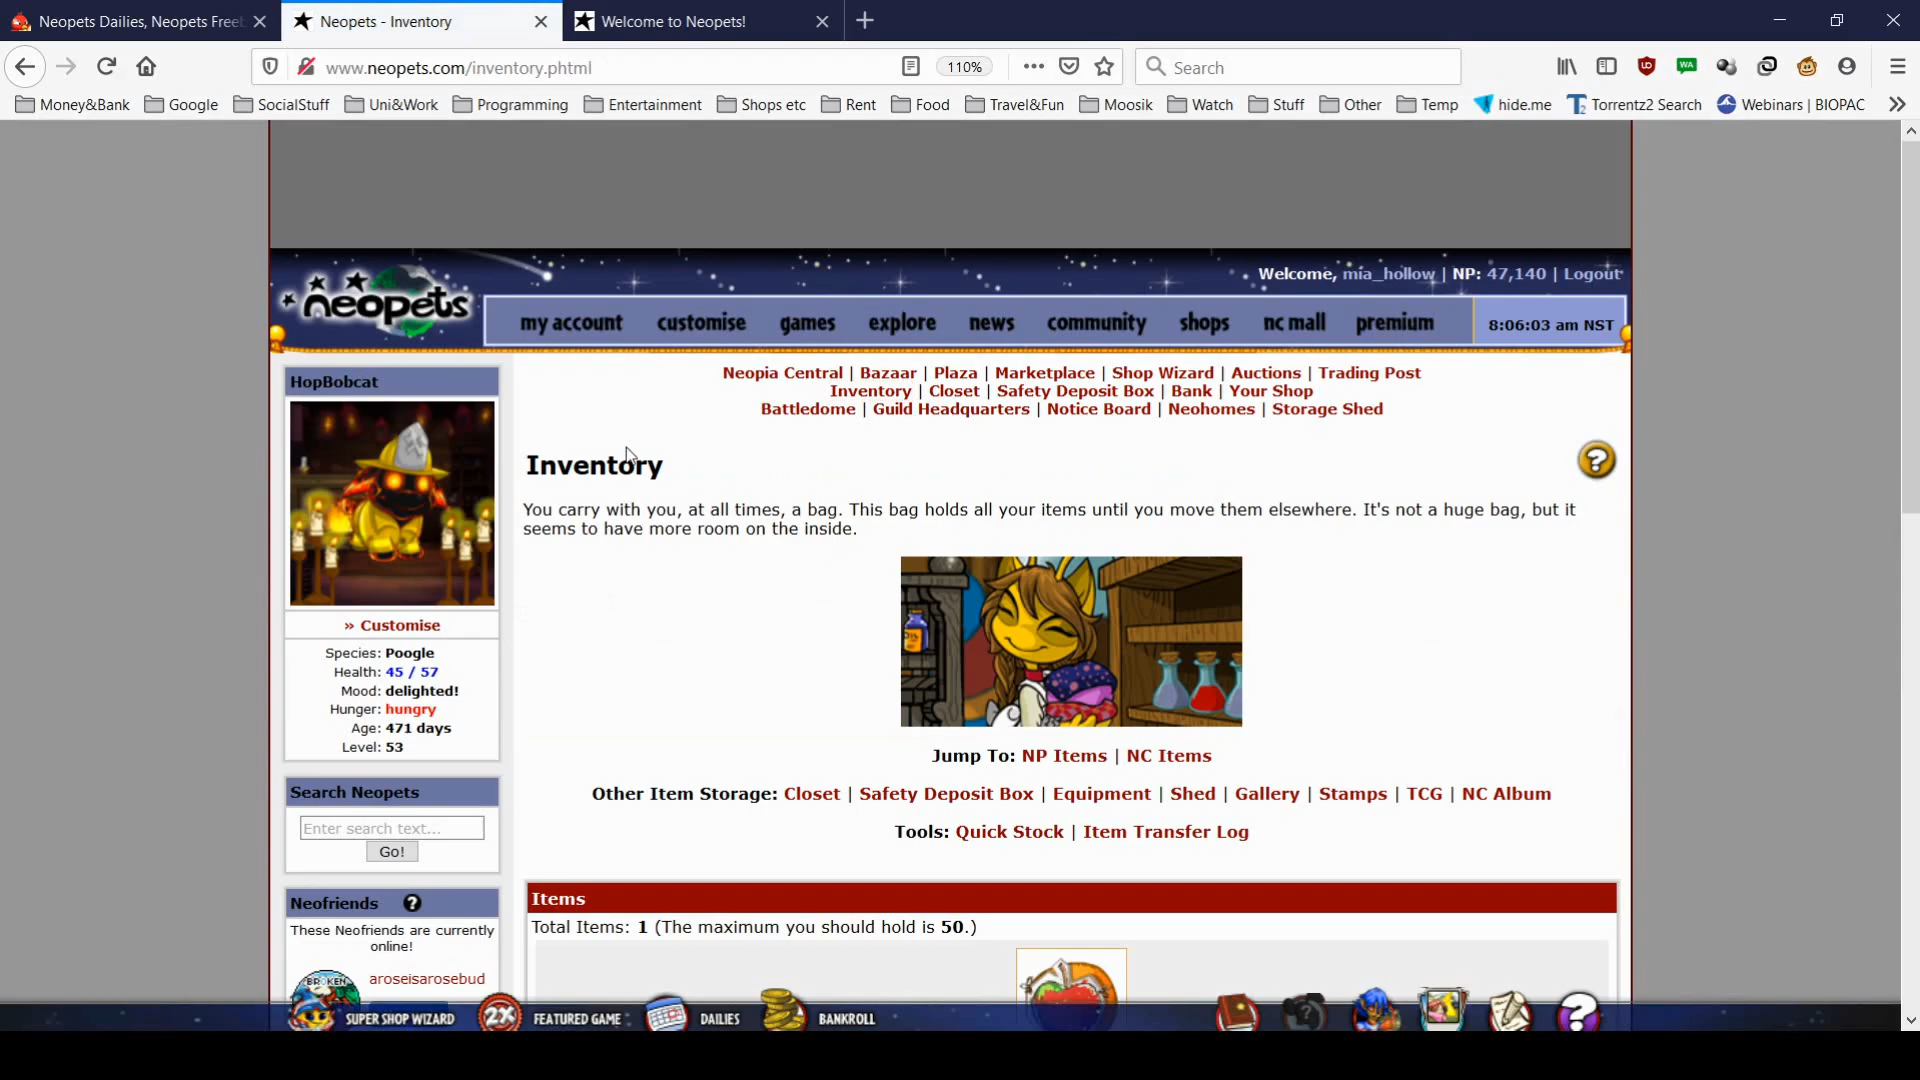 Neopets Dailies, Neopets Free
Neopets - Inventory
Welcome to Neopets!
www.neopets.com/inventory.phtml
110%
Search
Money&Bank
Google
SocialStuff
Uni&Work
Programming
Entertainment
Shops etc
Rent
Food
Travel&Fun
Moosik
Watch
Stuff
Other
Temp
hide.me
Torrentz2 Search
Webinars | BIOPAC
neopets
Welcome, mia_hollow | NP: 47,140 | Logout
my account
customise
games
explore
news
community
shops
nc mall
premium
8:06:03 am NST
HopBobcat
» Customise
Species: Poogle
Health: 45 / 57
Mood: delighted!
Hunger: hungry
Age: 471 days
Level: 53
Search Neopets
Enter search text...
Go!
Neofriends ?
These Neofriends are currently
online!
BROKEN
aroseisarosebud
Neopia Central | Bazaar | Plaza | Marketplace | Shop Wizard | Auctions | Trading Post
Inventory | Closet | Safety Deposit Box | Bank | Your Shop
Battledome | Guild Headquarters | Notice Board | Neohomes | Storage Shed
Inventory
?
You carry with you, at all times, a bag. This bag holds all your items until you move them elsewhere. It's not a huge bag, but it
seems to have more room on the inside.
Jump To: NP Items | NC Items
Other Item Storage: Closet | Safety Deposit Box | Equipment | Shed | Gallery | Stamps | TCG | NC Album
Tools: Quick Stock | Item Transfer Log
Items
Total Items: 1 (The maximum you should hold is 50.)
SUPER SHOP WIZARD
2X
FEATURED GAME
DAILIES
BANKROLL
?